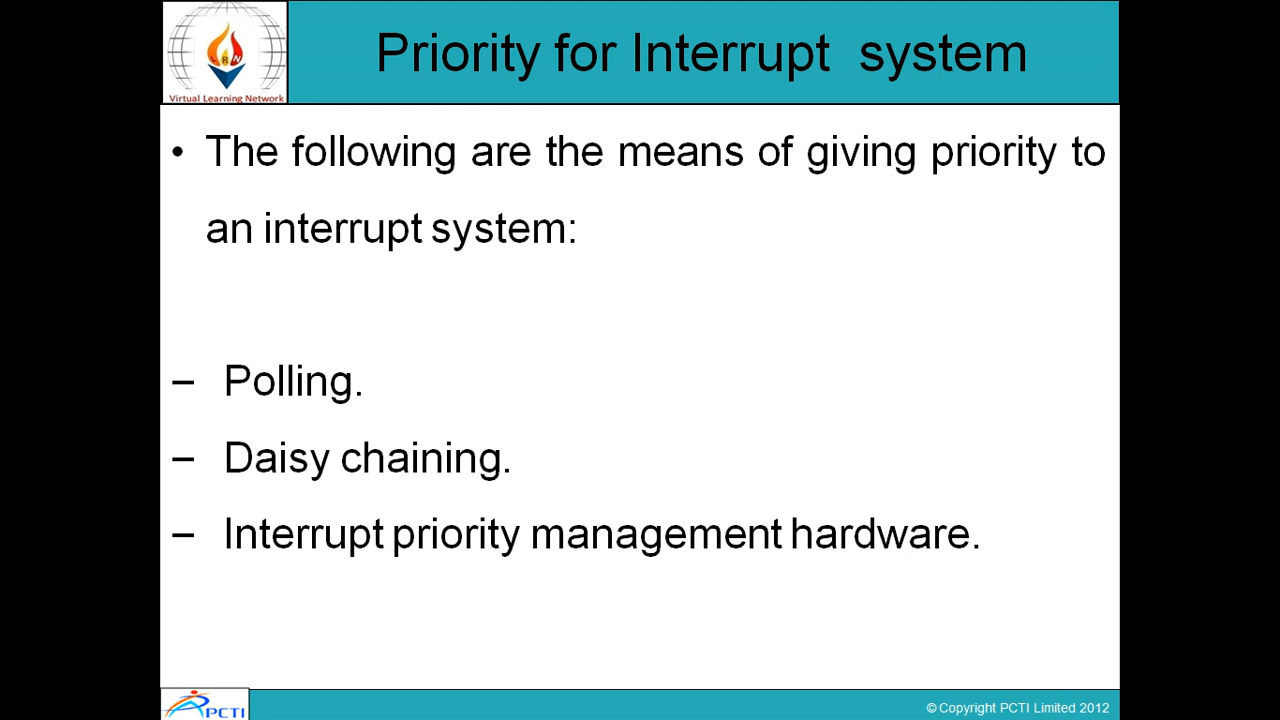 Priority for Interrupt system
Virtual Learning Network
• The following are the means of giving priority to
an interrupt system:
– Polling.
– Daisy chaining.
– Interrupt priority management hardware.
PCTI
© Copyright PCTI Limited 2012